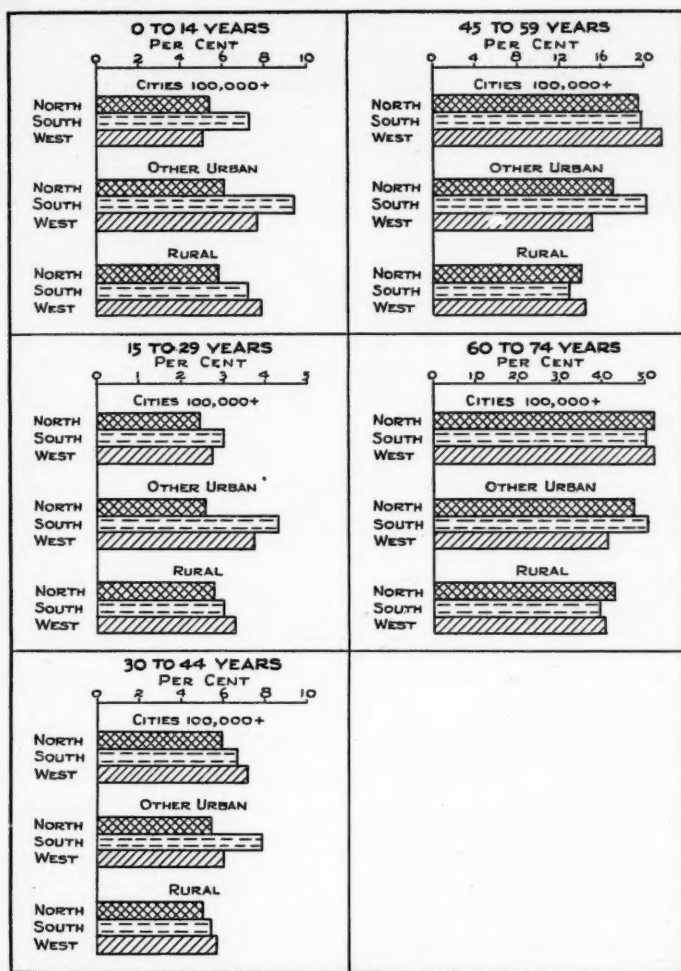 0 TO 14 YEARS
PER CENT
0 2 4 6 8 10
CITIES 100,000+
NORTH
SOUTH
WEST
OTHER URBAN
NORTH
SOUTH
WEST
RURAL
NORTH
SOUTH
WEST
45 TO 59 YEARS
PER CENT
0 4 8 12 16 20
CITIES 100,000+
NORTH
SOUTH
WEST
OTHER URBAN
NORTH
SOUTH
WEST
RURAL
NORTH
SOUTH
WEST
15 TO 29 YEARS
PER CENT
0 1 2 3 4 5
CITIES 100,000+
NORTH
SOUTH
WEST
OTHER URBAN
NORTH
SOUTH
WEST
RURAL
NORTH
SOUTH
WEST
60 TO 74 YEARS
PER CENT
0 10 20 30 40 50
CITIES 100,000+
NORTH
SOUTH
WEST
OTHER URBAN
NORTH
SOUTH
WEST
RURAL
NORTH
SOUTH
WEST
30 TO 44 YEARS
PER CENT
0 2 4 6 8 10
CITIES 100,000+
NORTH
SOUTH
WEST
OTHER URBAN
NORTH
SOUTH
WEST
RURAL
NORTH
SOUTH
WEST